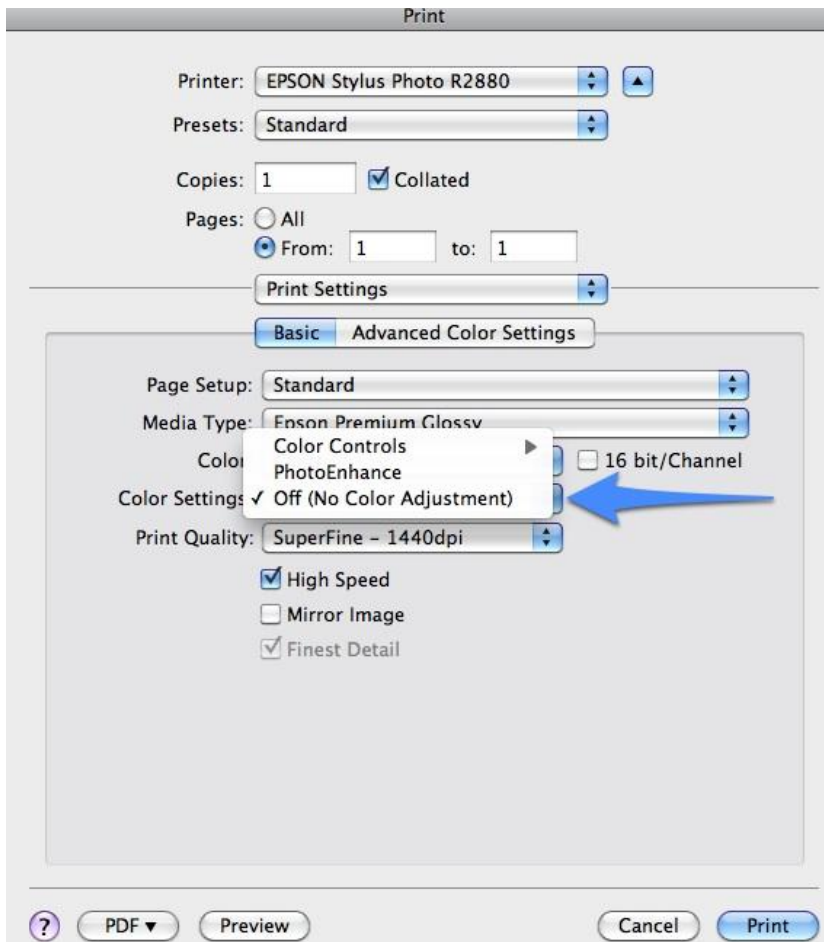 Print
Printer: EPSON Stylus Photo R2880
Presets: Standard
Copies: 1 Collated
Pages: All
From: 1 to: 1
Print Settings
Basic Advanced Color Settings
Page Setup: Standard
Media Type: Epson Premium Glossy
Color Controls
PhotoEnhance
Color 16 bit/Channel
Color Settings ✓ Off (No Color Adjustment)
Print Quality: SuperFine - 1440dpi
High Speed
Mirror Image
Finest Detail
? PDF ▾ Preview Cancel Print